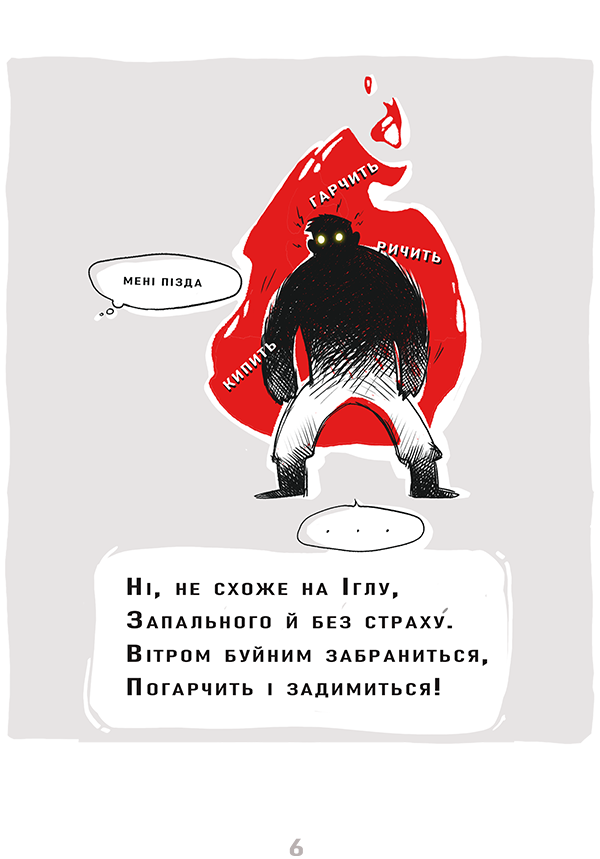 ГАРЧИТЬ
РИЧИТЬ
МЕНІ ПІЗДА
КИПИТЬ
. . .
Ні, не схоже на Іглу,
Запального й без страху.
Вітром буйним забраниться,
Погарчить і задимиться!
6